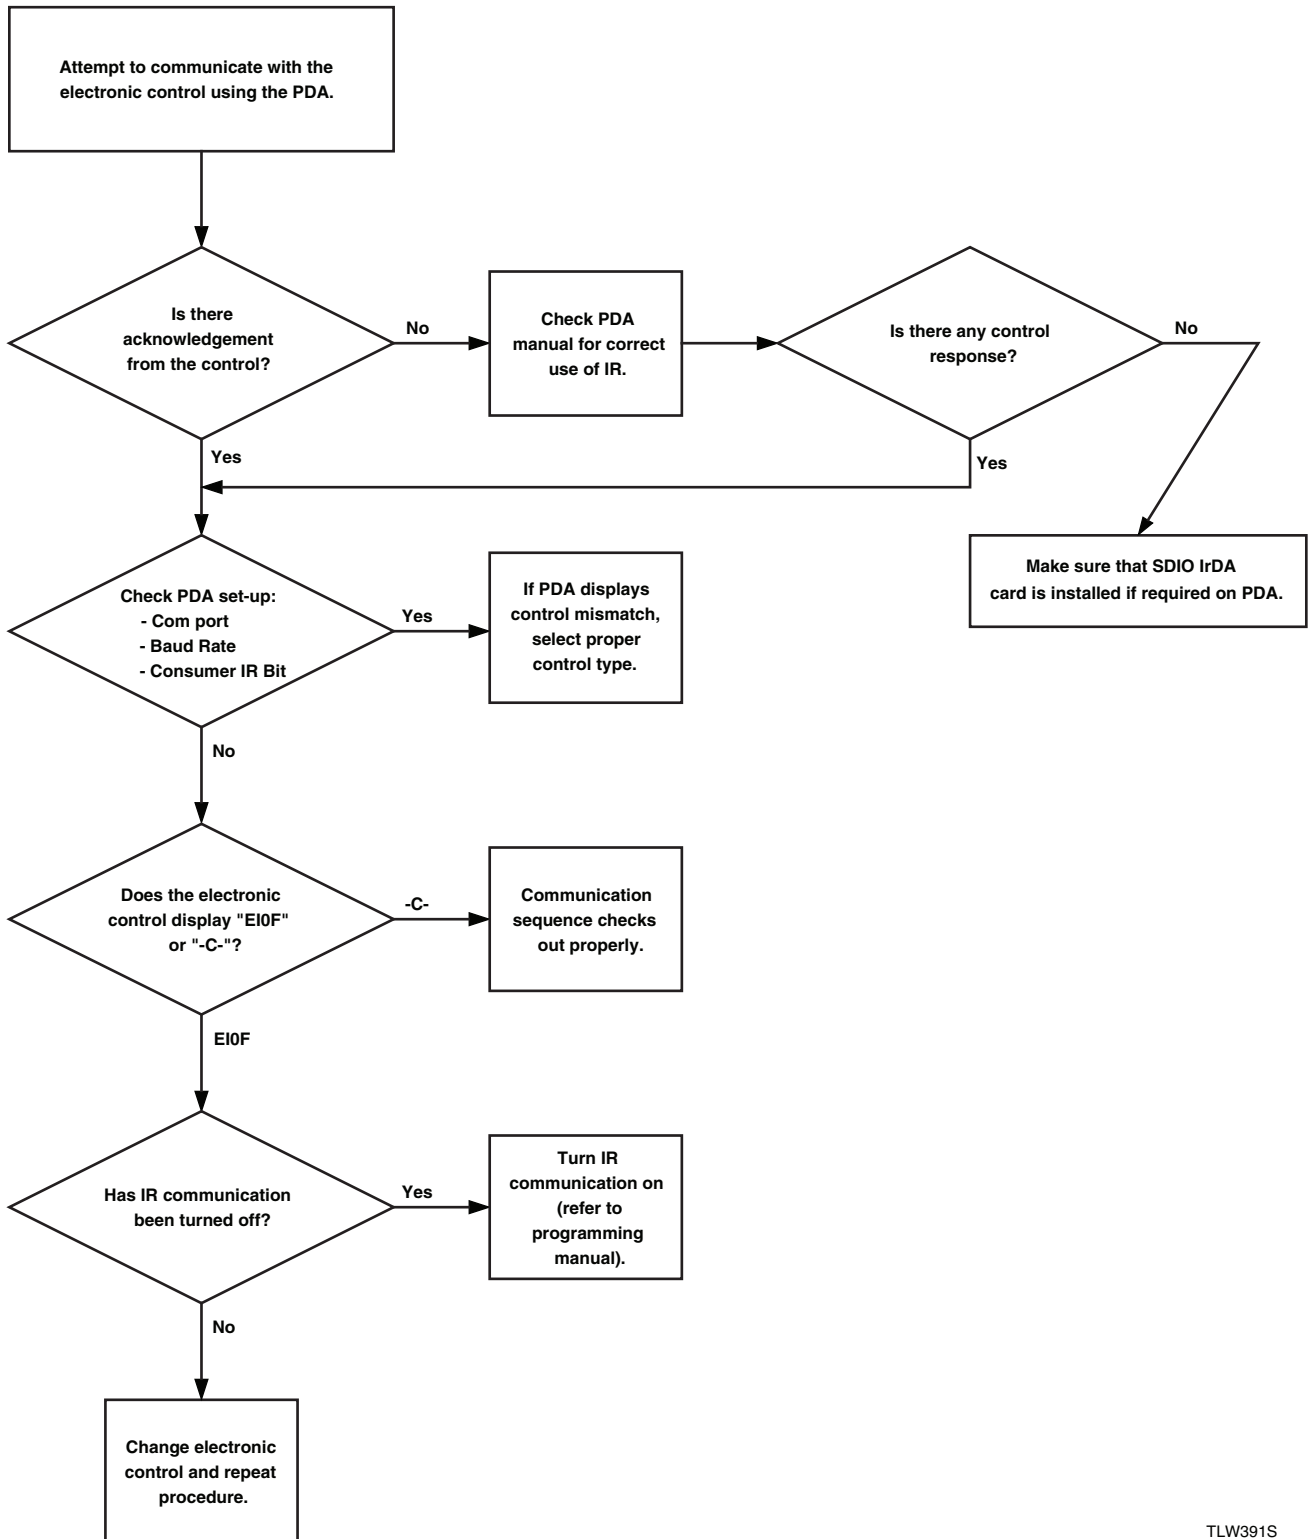 Attempt to communicate with the
electronic control using the PDA.
Is there
acknowledgement
from the control?
No
Check PDA
manual for correct
use of IR.
Is there any control
response?
No
Yes
Yes
Make sure that SDIO IrDA
card is installed if required on PDA.
Check PDA set-up:
- Com port
- Baud Rate
- Consumer IR Bit
Yes
If PDA displays
control mismatch,
select proper
control type.
No
Does the electronic
control display "EI0F"
or "-C-"?
-C-
Communication
sequence checks
out properly.
EI0F
Has IR communication
been turned off?
Yes
Turn IR
communication on
(refer to
programming
manual).
No
Change electronic
control and repeat
procedure.
TLW391S